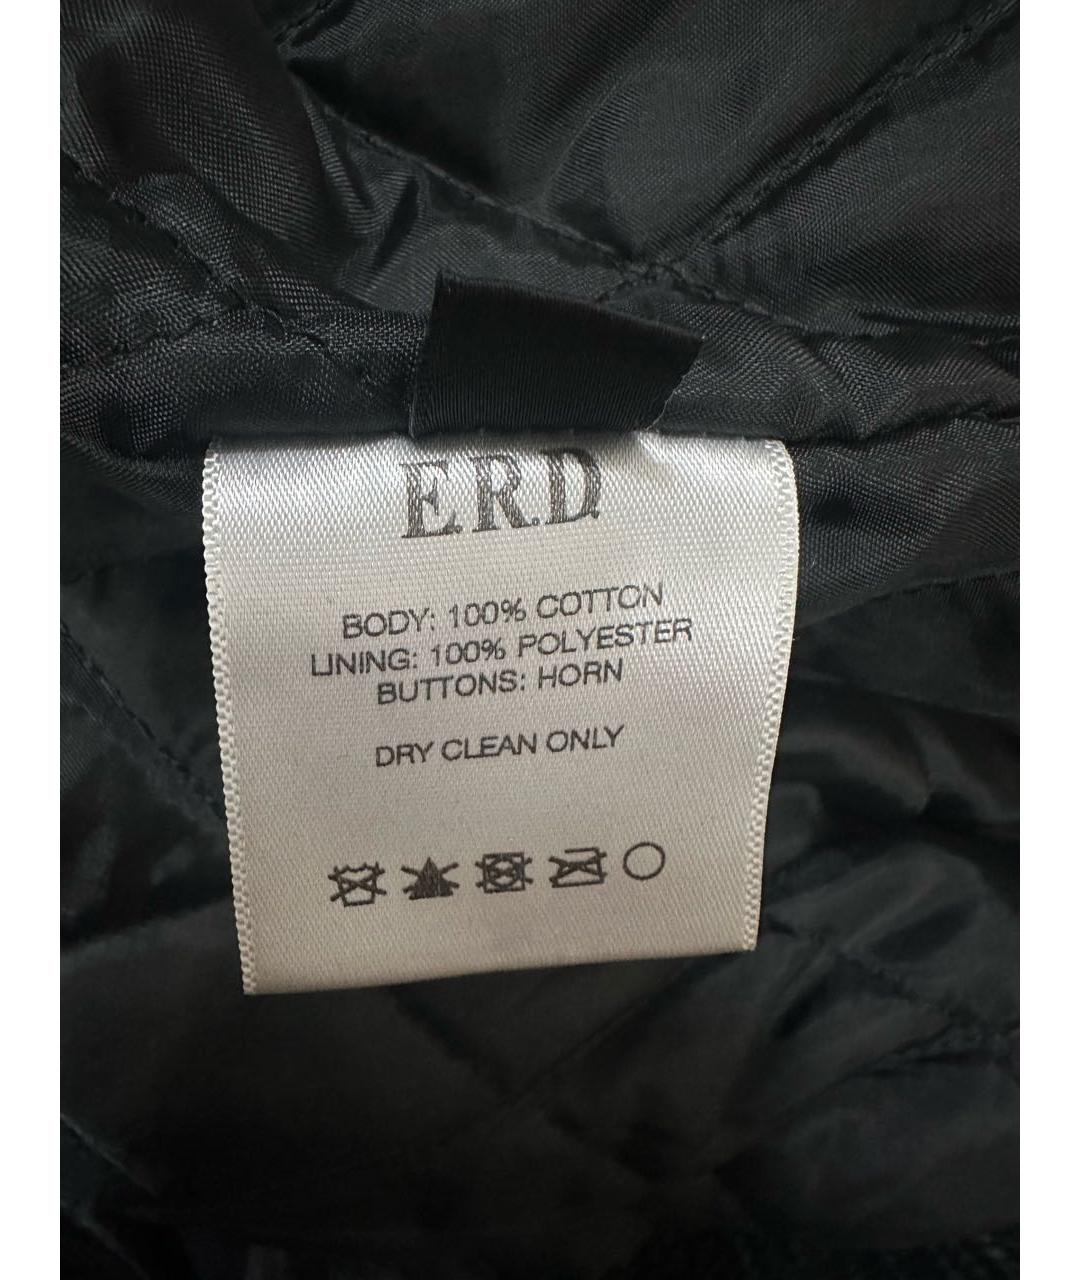 E.R.D.
BODY: 100% COTTON
LINING: 100% POLYESTER
BUTTONS: HORN
DRY CLEAN ONLY